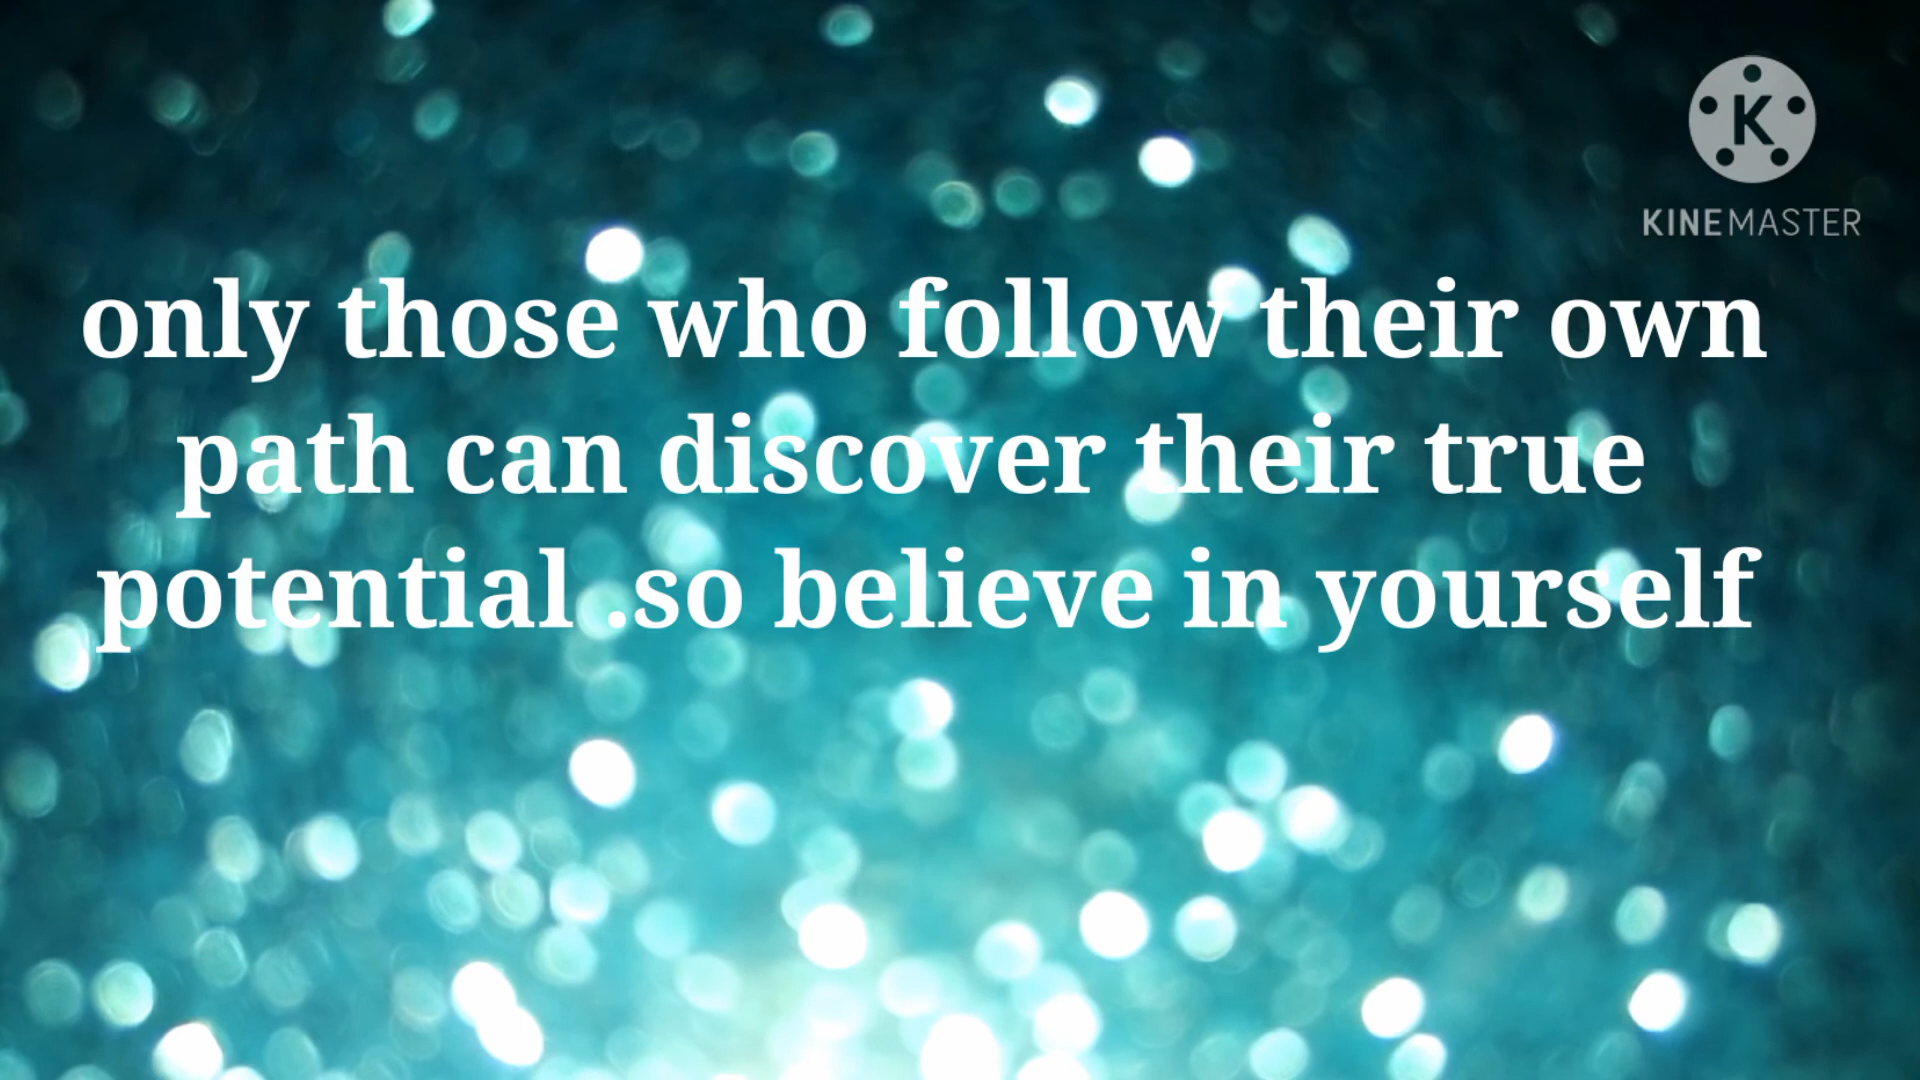 K
KINEMASTER
only those who follow their own
path can discover their true
potential .so believe in yourself